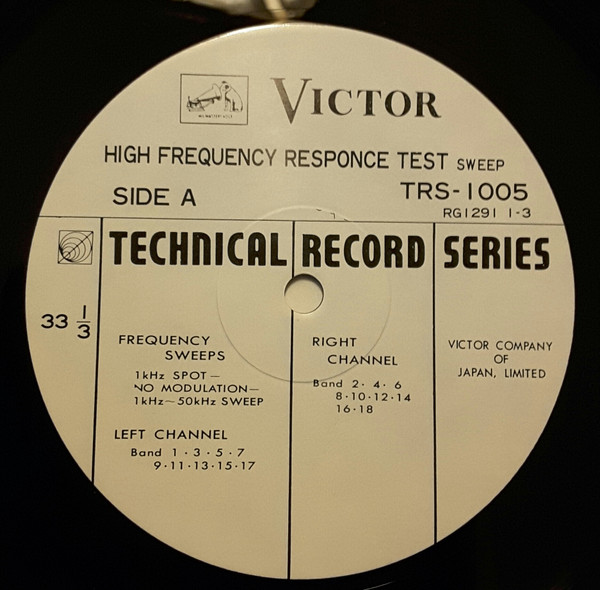 VICTOR
HIGH FREQUENCY RESPONCE TEST SWEEP
SIDE A
TRS-1005
RG1291 1-3
TECHNICAL RECORD SERIES
33 1/3
FREQUENCY
SWEEPS
1kHz SPOT—
NO MODULATION—
1kHz~50kHz SWEEP
LEFT CHANNEL
Band 1·3·5·7
9·11·13·15·17
RIGHT
CHANNEL
Band 2·4·6
8·10·12·14
16·18
VICTOR COMPANY
OF
JAPAN, LIMITED